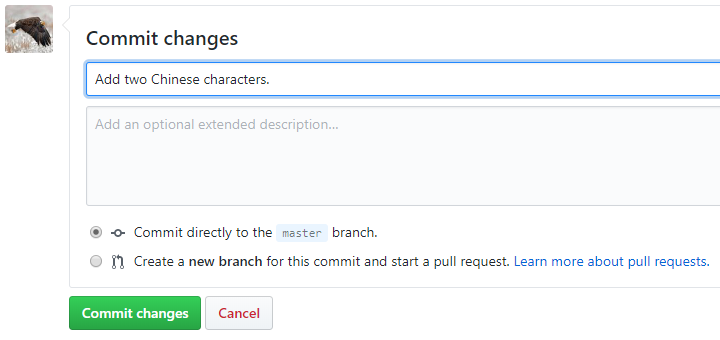 Commit changes
Add two Chinese characters.
Add an optional extended description...
Commit directly to the master branch.
Create a new branch for this commit and start a pull request. Learn more about pull requests.
Commit changes Cancel